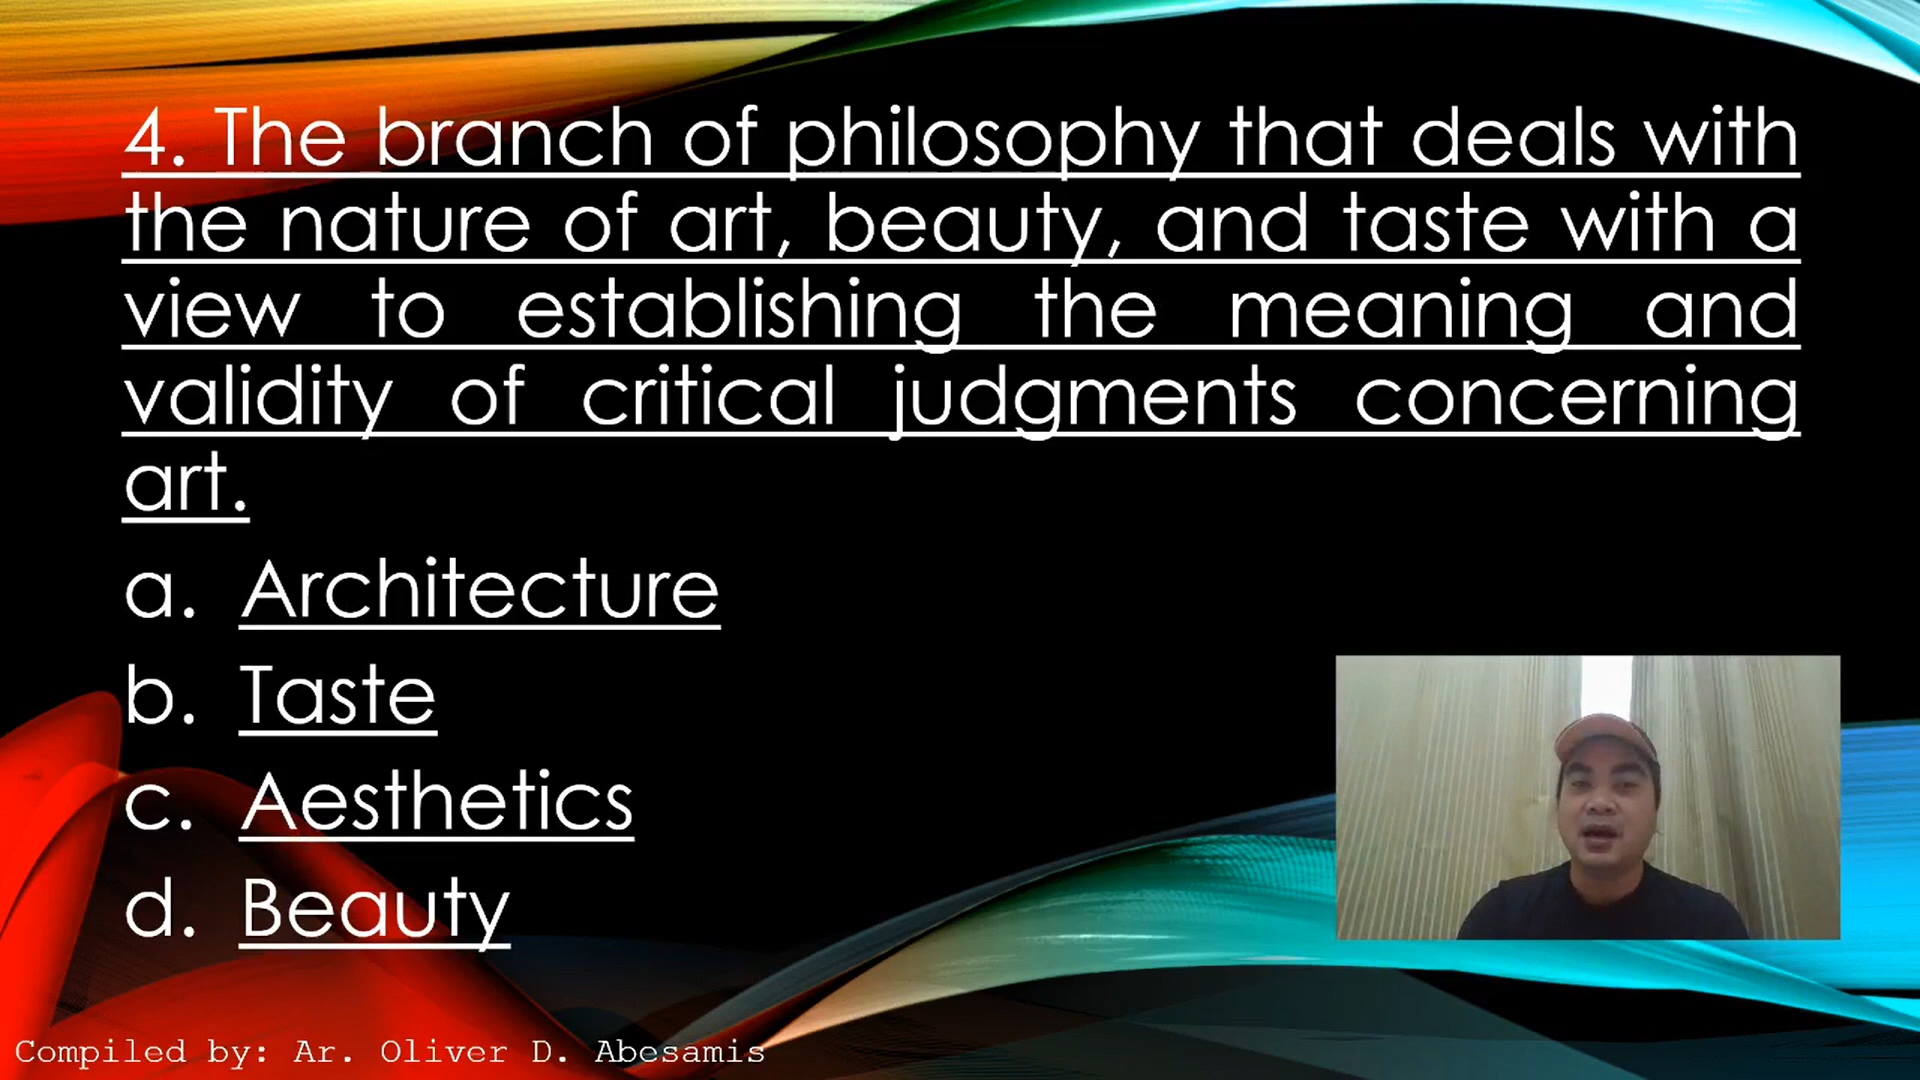 4. The branch of philosophy that deals with
the nature of art, beauty, and taste with a
view to establishing the meaning and
validity of critical judgments concerning
art.
a. Architecture
b. Taste
c. Aesthetics
d. Beauty
Compiled by: Ar. Oliver D. Abesamis